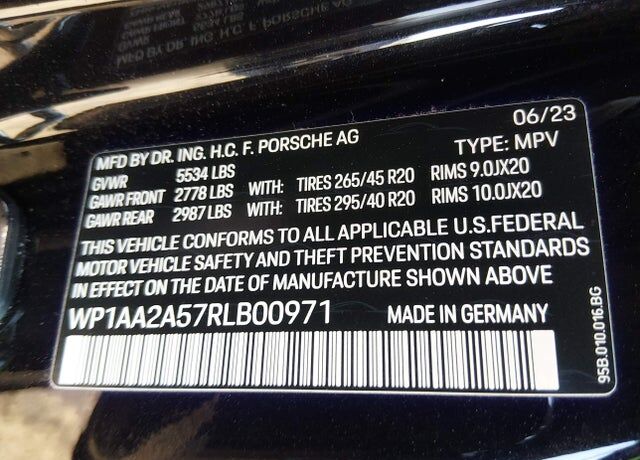 06/23
MFD BY DR. ING. H.C. F. PORSCHE AG
TYPE: MPV
GVWR 5534 LBS
GAWR FRONT 2778 LBS WITH: TIRES 265/45 R20 RIMS 9.0JX20
GAWR REAR 2987 LBS WITH: TIRES 295/40 R20 RIMS 10.0JX20
THIS VEHICLE CONFORMS TO ALL APPLICABLE U.S.FEDERAL
MOTOR VEHICLE SAFETY AND THEFT PREVENTION STANDARDS
IN EFFECT ON THE DATE OF MANUFACTURE SHOWN ABOVE
WP1AA2A57RLB00971 MADE IN GERMANY
95B.010.016.BG